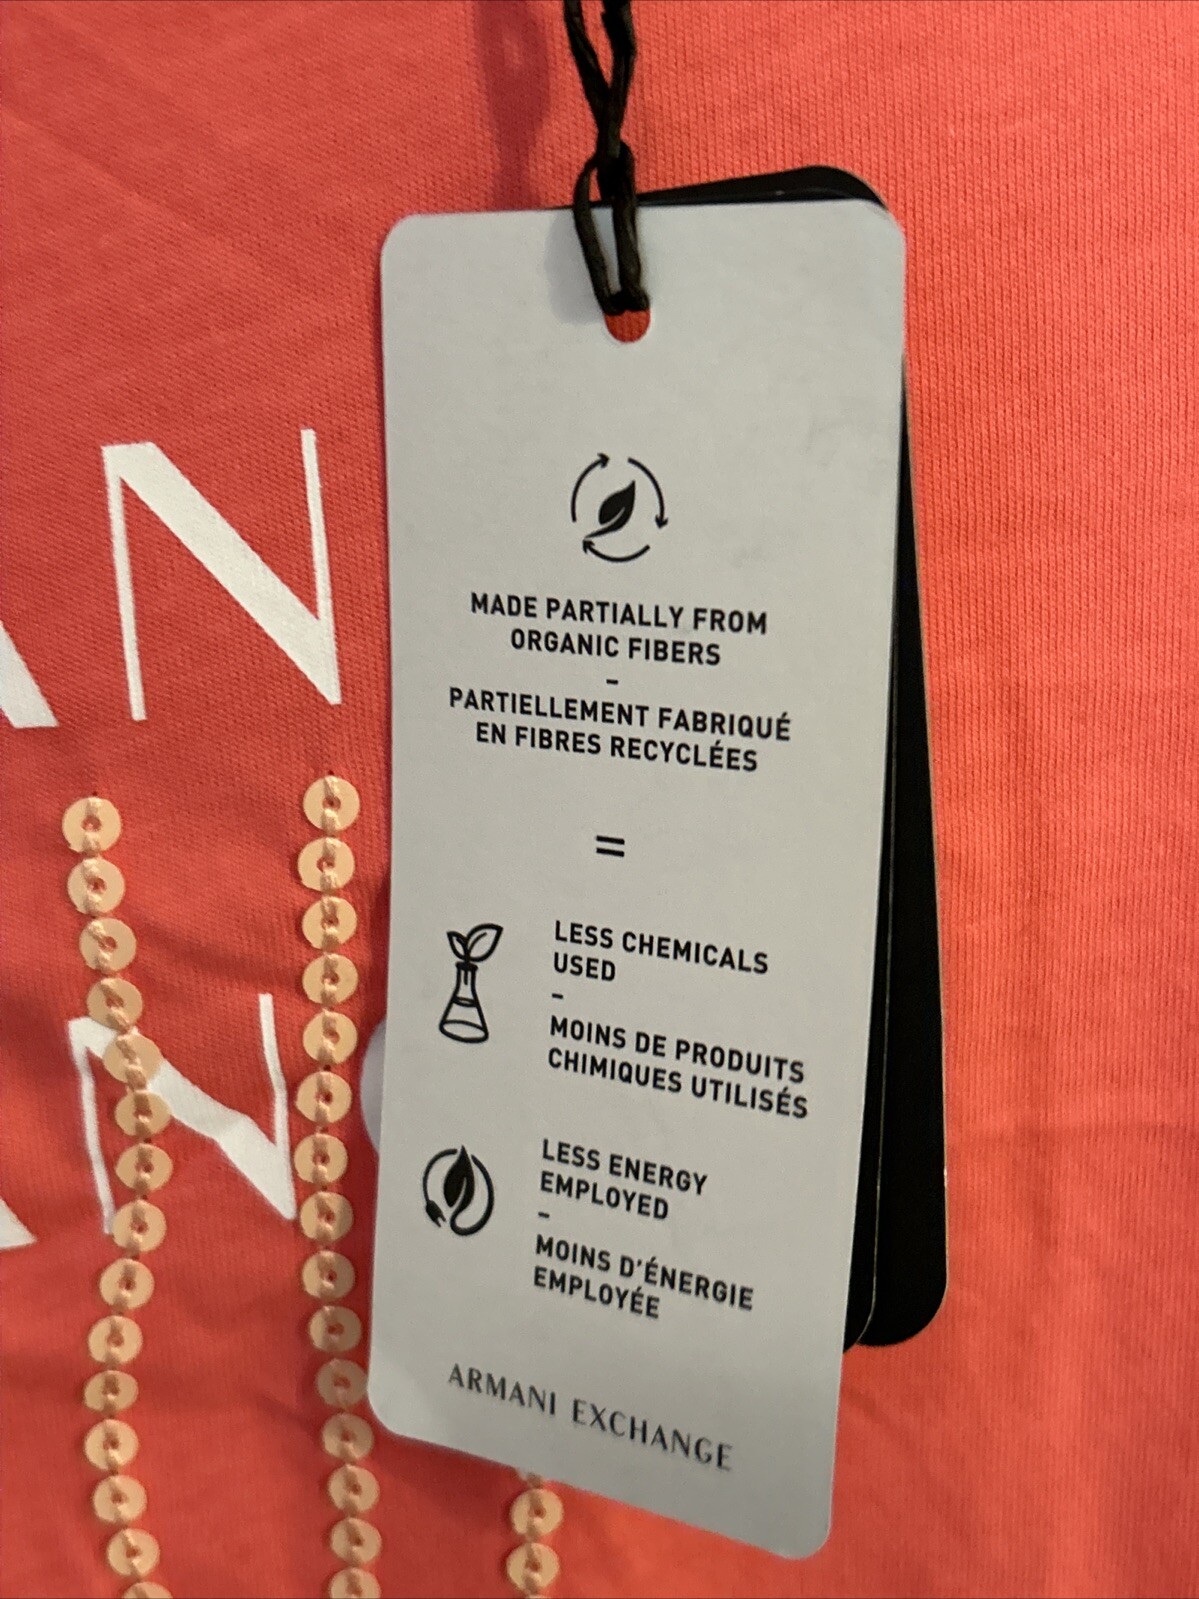 AN
N
MADE PARTIALLY FROM
ORGANIC FIBERS
-
PARTIELLEMENT FABRIQUÉ
EN FIBRES RECYCLÉES
=
LESS CHEMICALS
USED
-
MOINS DE PRODUITS
CHIMIQUES UTILISÉS
LESS ENERGY
EMPLOYED
-
MOINS D'ÉNERGIE
EMPLOYÉE
ARMANI EXCHANGE